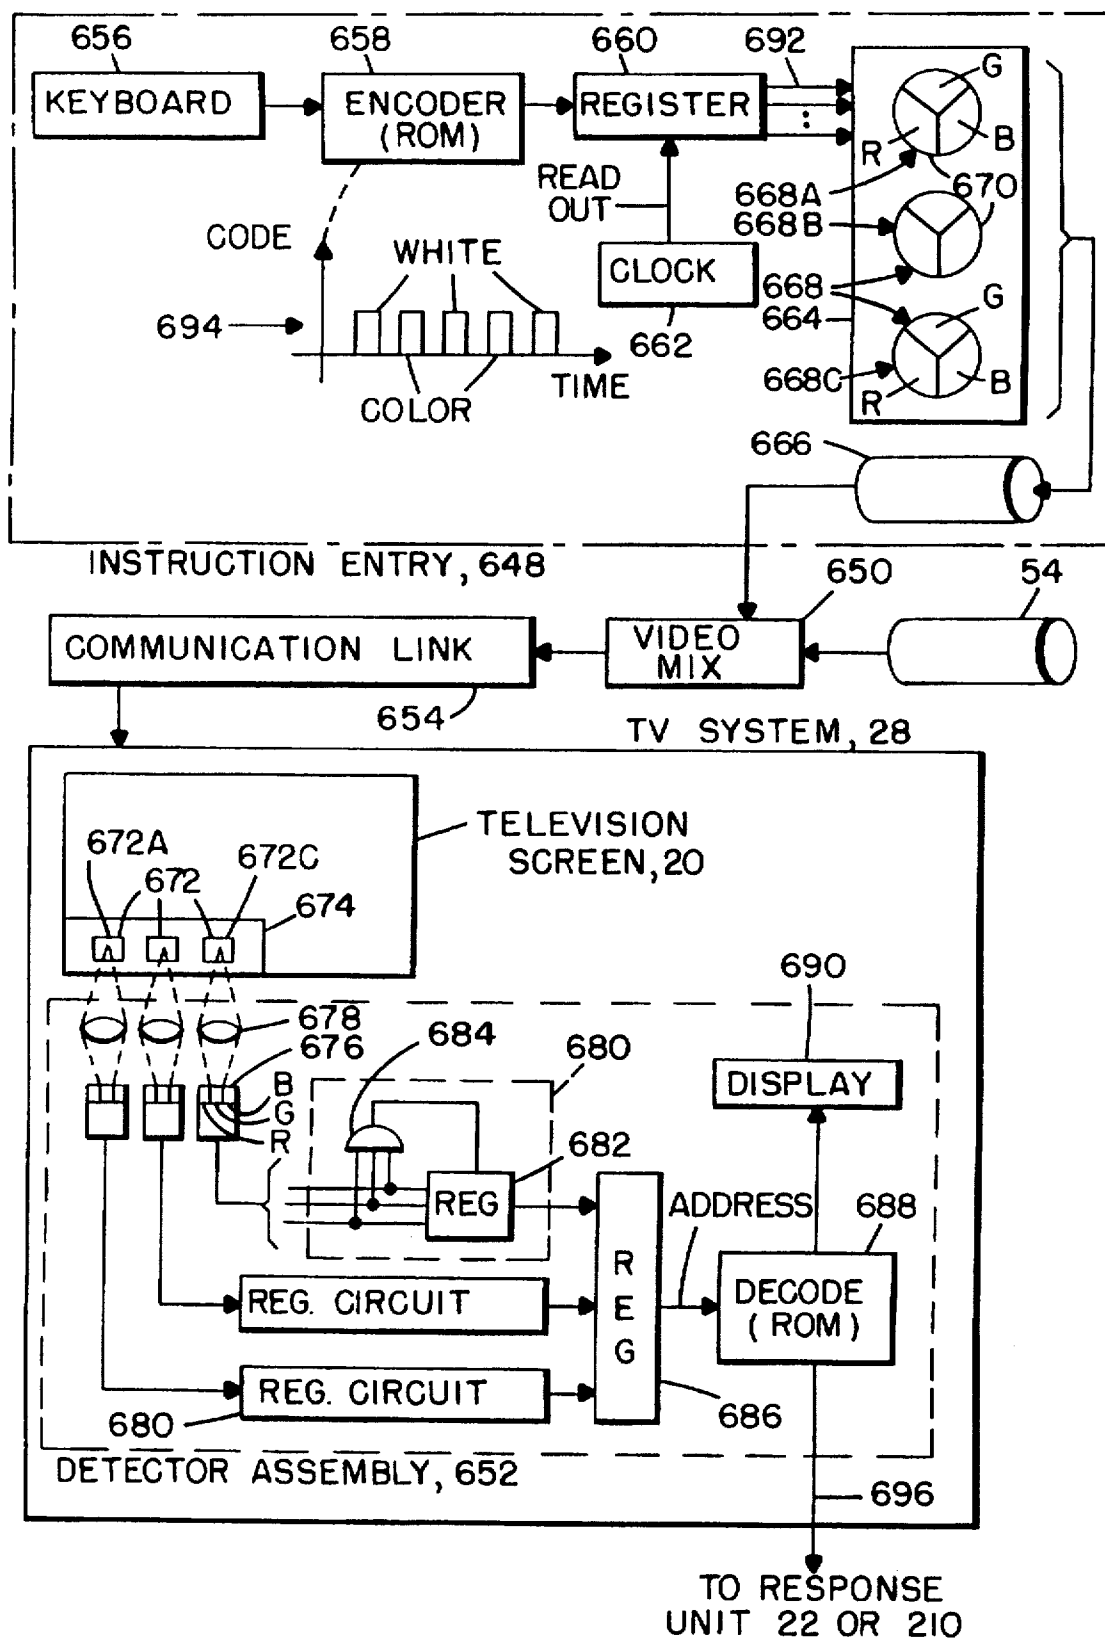 656
658
660
692
KEYBOARD
ENCODER
(ROM)
REGISTER
G
R
B
READ
OUT
668A
670
668B
CODE
WHITE
CLOCK
668
G
694
662
664
TIME
668C
R
B
COLOR
666
INSTRUCTION ENTRY, 648
650
54
COMMUNICATION LINK
VIDEO
MIX
654
TV SYSTEM, 28
TELEVISION
SCREEN, 20
672A
672C
672
674
690
678
684
676
680
DISPLAY
B
G
R
682
REG
ADDRESS
688
REG
DECODE
(ROM)
REG. CIRCUIT
REG. CIRCUIT
680
686
DETECTOR ASSEMBLY, 652
696
TO RESPONSE
UNIT 22 OR 210